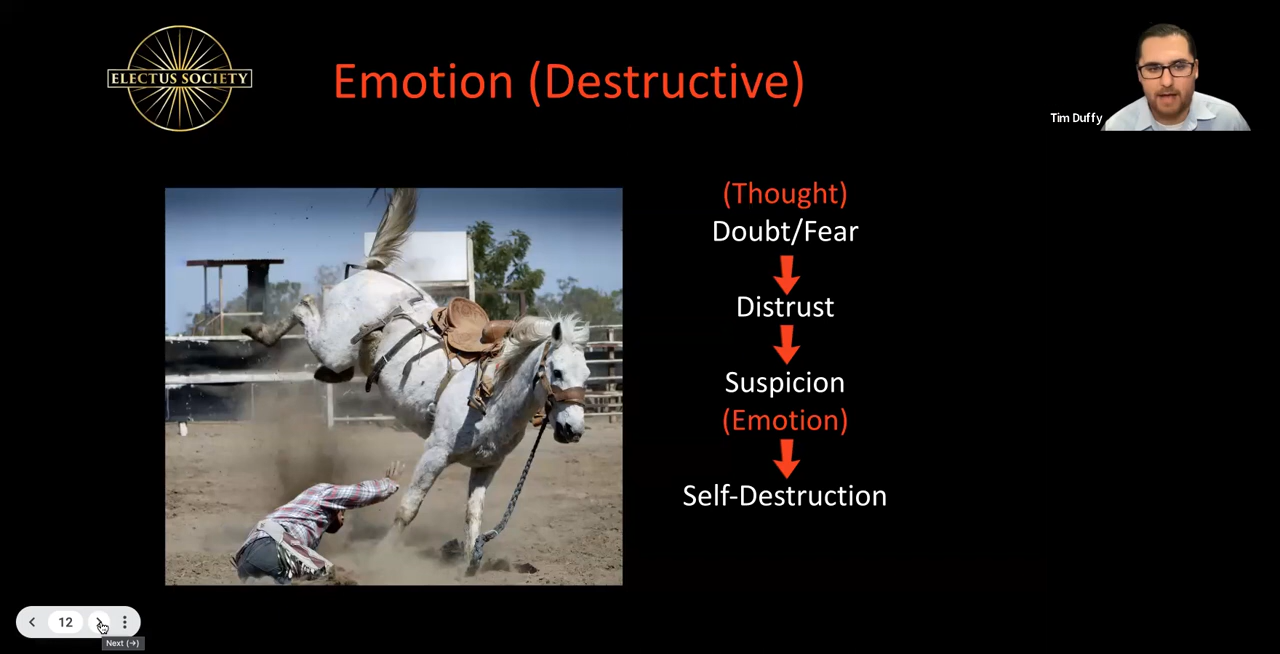 ELECTUS SOCIETY
Emotion (Destructive)
Tim Duffy
(Thought)
Doubt/Fear
Distrust
Suspicion
(Emotion)
Self-Destruction
12
Next (→)